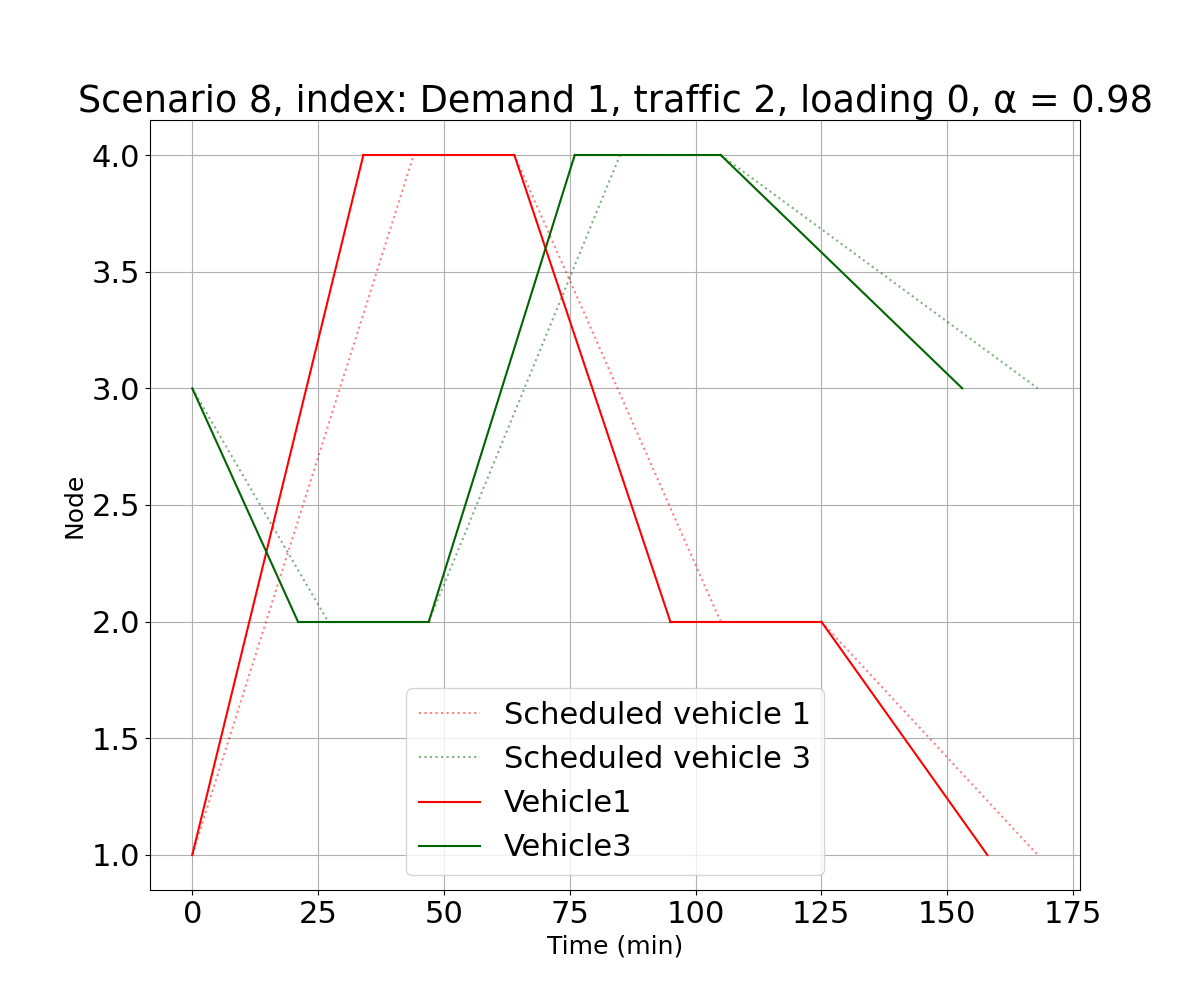 Scenario 8, index: Demand 1, traffic 2, loading 0, α = 0.98
4.0
3.5
3.0
2.5
2.0
1.5
1.0
Node
Scheduled vehicle 1
Scheduled vehicle 3
Vehicle1
Vehicle3
0 25 50 75 100 125 150 175
Time (min)